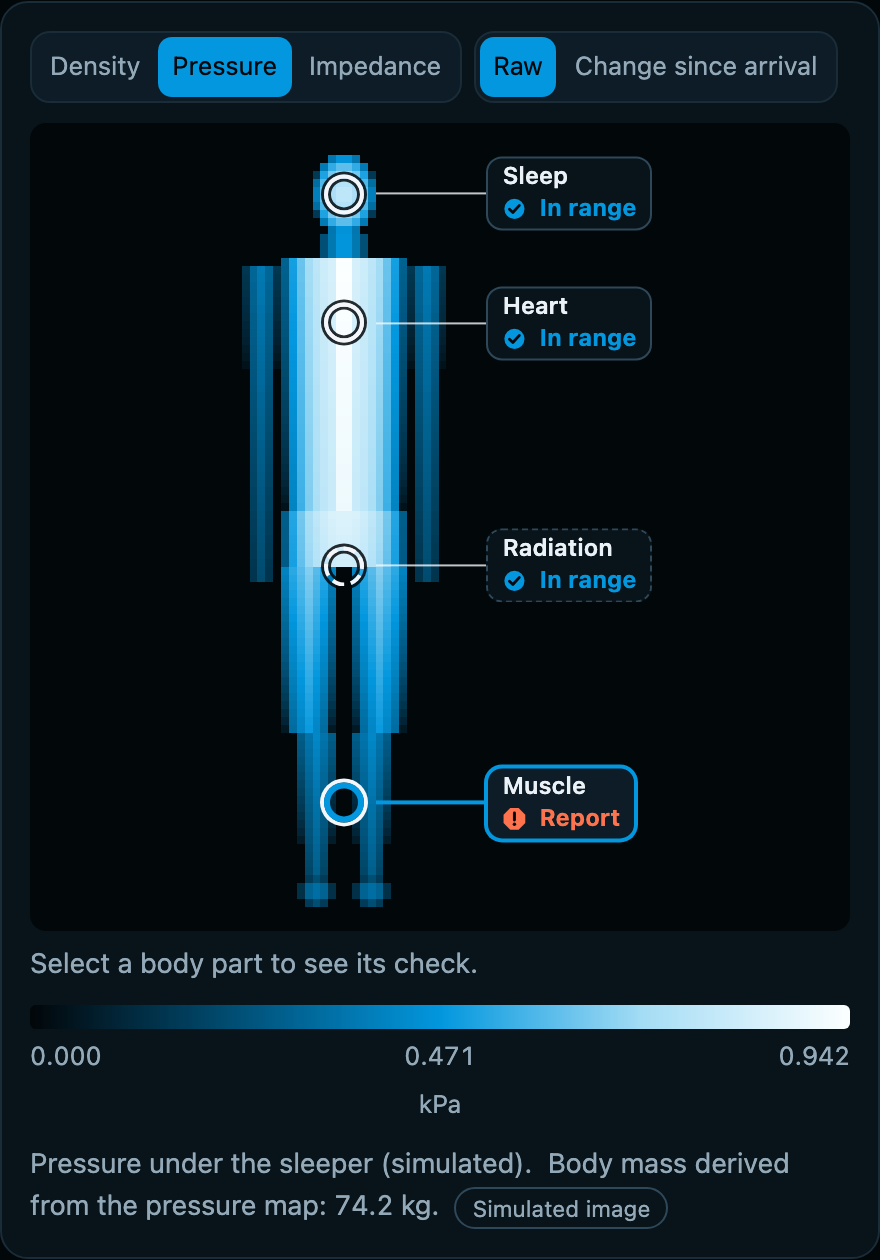 Density Pressure Impedance Raw Change since arrival
Sleep
In range
Heart
In range
Radiation
In range
Muscle
Report
Select a body part to see its check.
0.000 0.471 0.942
kPa
Pressure under the sleeper (simulated). Body mass derived
from the pressure map: 74.2 kg. Simulated image